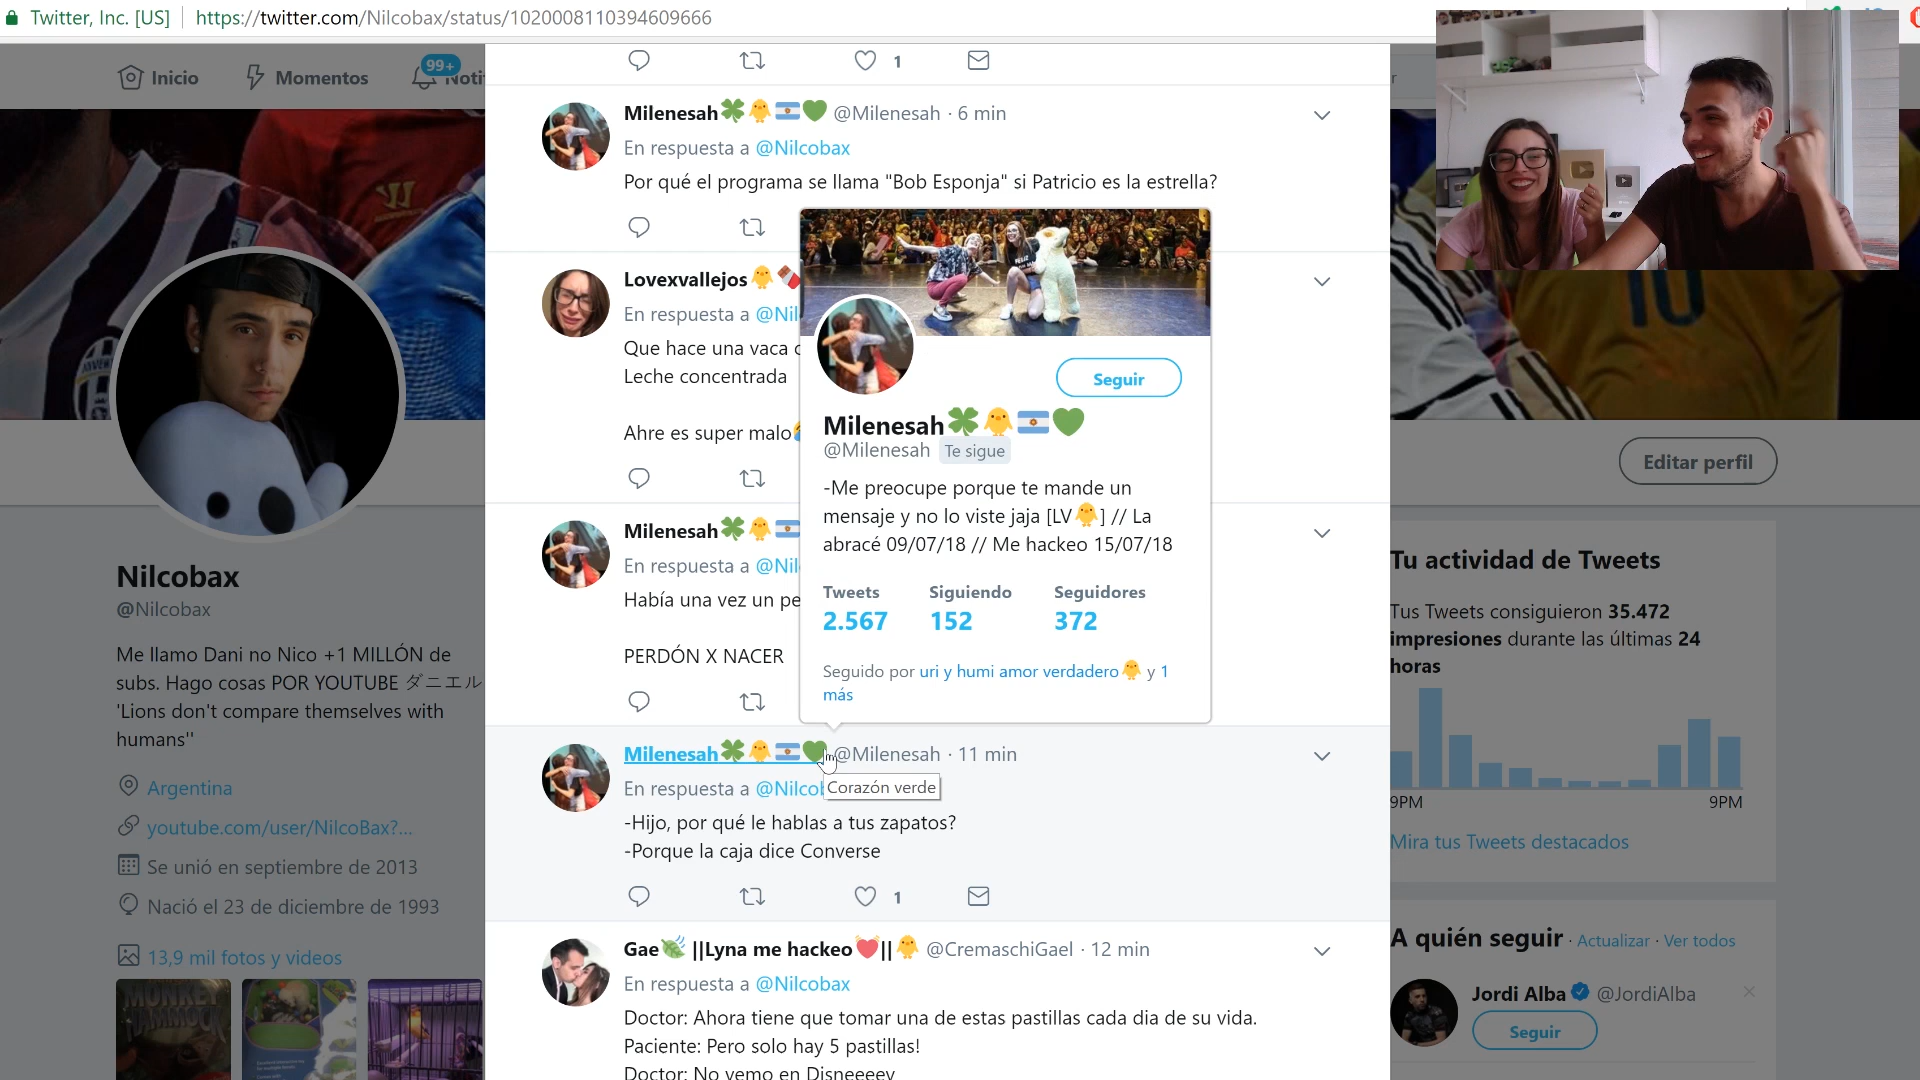 Twitter, Inc. [US] https://twitter.com/Nilcobax/status/1020008110394609666
Inicio
Momentos
99+
Noti
1
Milenesah @Milenesah · 6 min
En respuesta a @Nilcobax
Por qué el programa se llama "Bob Esponja" si Patricio es la estrella?
Lovexvallejos
En respuesta a @Nil
Que hace una vaca c
Leche concentrada
Ahre es super malo
Milenesah
En respuesta a @Nil
Había una vez un pe
PERDÓN X NACER
Seguir
Milenesah
@Milenesah Te sigue
-Me preocupe porque te mande un
mensaje y no lo viste jaja [LV] // La
abracé 09/07/18 // Me hackeo 15/07/18
Tweets Siguiendo Seguidores
2.567 152 372
Seguido por uri y humi amor verdadero y 1
más
Milenesah @Milenesah · 11 min
En respuesta a @Nilcob
Corazón verde
-Hijo, por qué le hablas a tus zapatos?
-Porque la caja dice Converse
1
Gae ||Lyna me hackeo || @CremaschiGael · 12 min
En respuesta a @Nilcobax
Doctor: Ahora tiene que tomar una de estas pastillas cada dia de su vida.
Paciente: Pero solo hay 5 pastillas!
Doctor: No vemo en Disneeeey
Nilcobax
@Nilcobax
Me llamo Dani no Nico +1 MILLÓN de
subs. Hago cosas POR YOUTUBE ダニエル
'Lions don't compare themselves with
humans''
Argentina
youtube.com/user/NilcoBax?...
Se unió en septiembre de 2013
Nació el 23 de diciembre de 1993
13,9 mil fotos y videos
MONKEY
JAMMOCK
10
r
Editar perfil
Tu actividad de Tweets
Tus Tweets consiguieron 35.472
impresiones durante las últimas 24
horas
9PM 9PM
Mira tus Tweets destacados
A quién seguir · Actualizar · Ver todos
Jordi Alba @JordiAlba
Seguir